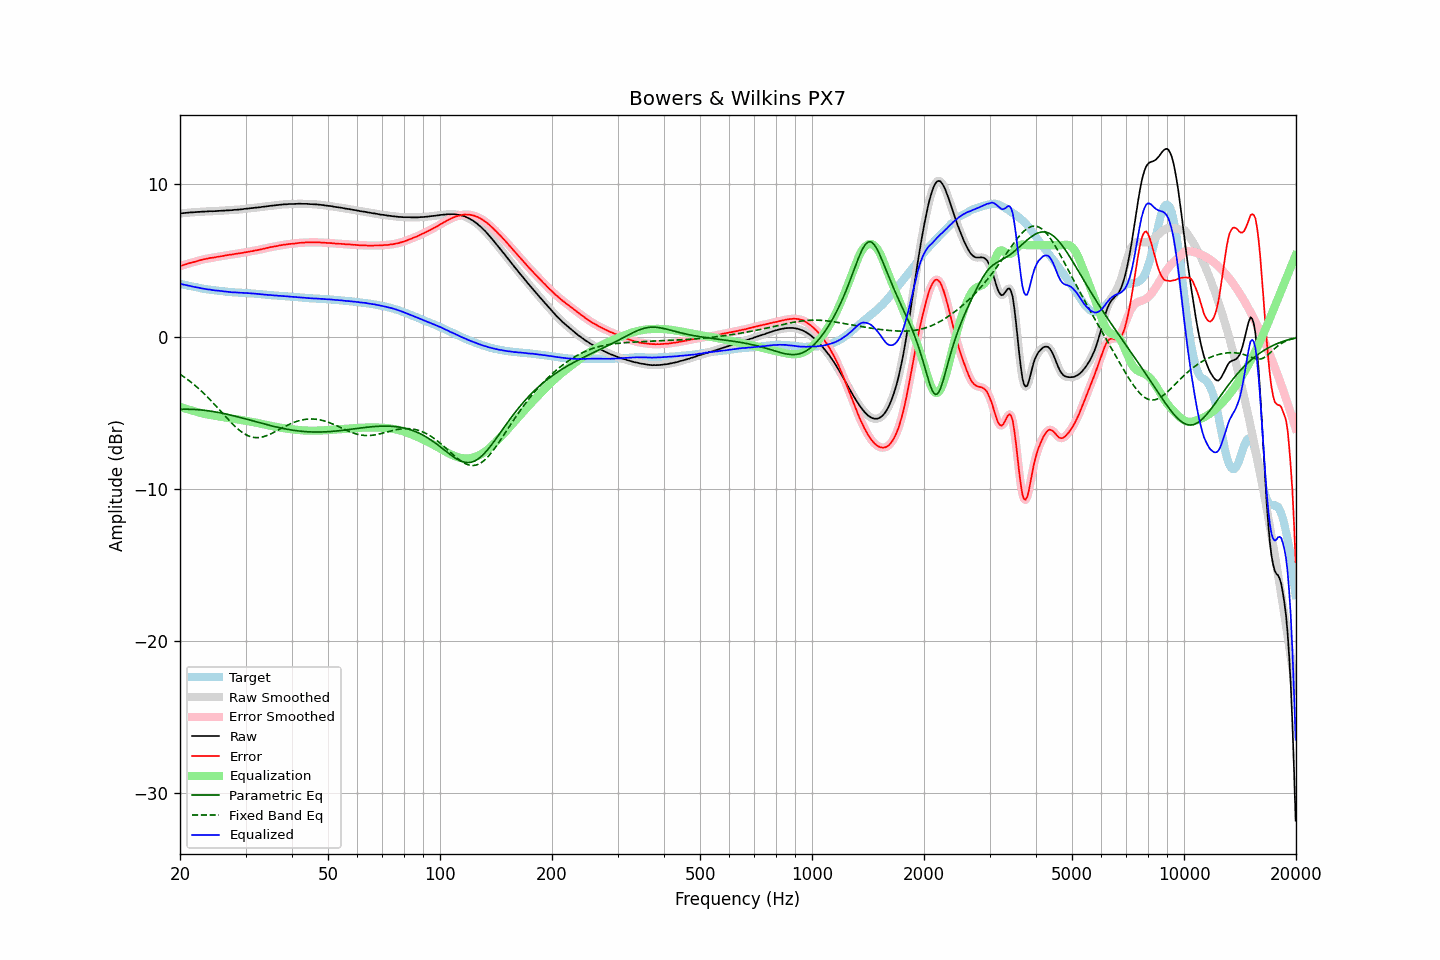 Bowers & Wilkins PX7
10
0
−10
−20
−30
Amplitude (dBr)
Target
Raw Smoothed
Error Smoothed
Raw
Error
Equalization
Parametric Eq
Fixed Band Eq
Equalized
20 50 100 200 500 1000 2000 5000 10000 20000
Frequency (Hz)